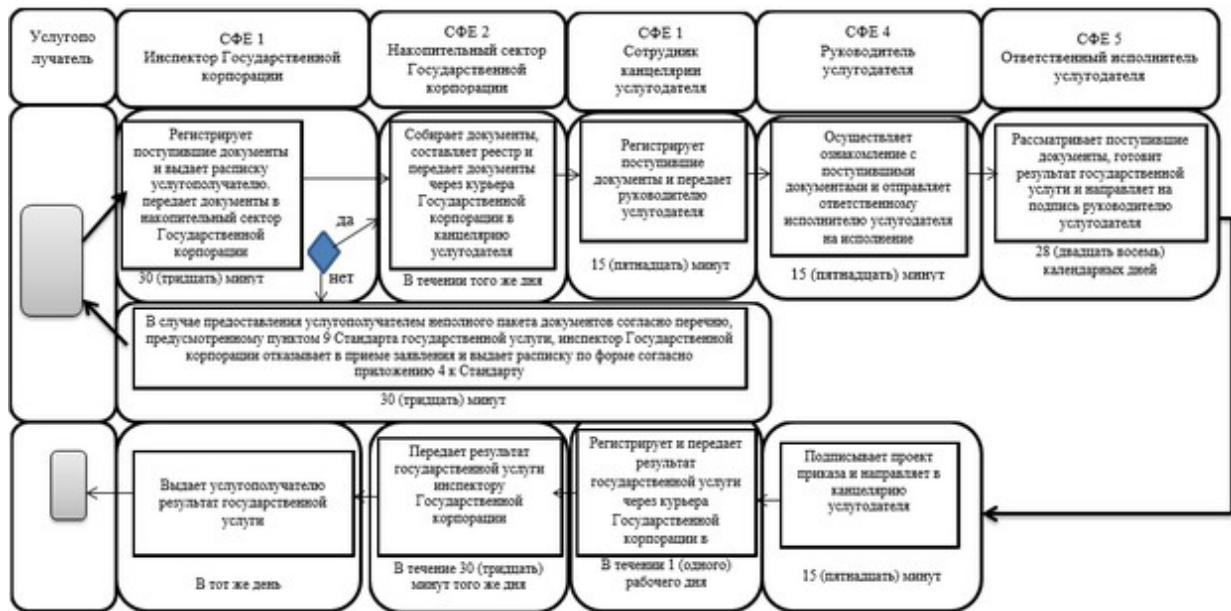 Услугопо
лучатель
СФЕ 1
Инспектор Государственной
корпорации
СФЕ 2
Накопительный сектор
Государственной
корпорации
СФЕ 1
Сотрудник
канцелярии
услугодателя
СФЕ 4
Руководитель
услугодателя
СФЕ 5
Ответственный исполнитель
услугодателя
Регистрирует
поступившие документы
и выдает расписку
услугополучателю.
передает документы в
накопительный сектор
Государственной
корпорации
30 (тридцать) минут
да
нет
Собирает документы,
составляет реестр и
передает документы
через курьера
Государственной
корпорации в
канцелярию
услугодателя
В течении того же дня
Регистрирует
поступившие
документы и передает
руководителю
услугодателя
15 (пятнадцать) минут
Осуществляет
ознакомление с
поступившими
документами и отправляет
ответственному
исполнителю услугодателя
на исполнение
15 (пятнадцать) минут
Рассматривает поступившие
документы, готовит
результат государственной
услуги и направляет на
подпись руководителю
услугодателя
28 (двадцать восемь)
календарных дней
В случае предоставления услугополучателем неполного пакета документов согласно перечню,
предусмотренному пунктом 9 Стандарта государственной услуги, инспектор Государственной
корпорации отказывает в приеме заявления и выдает расписку по форме согласно
приложению 4 к Стандарту
30 (тридцать) минут
Выдает услугополучателю
результат государственной
услуги
В тот же день
Передает результат
государственной услуги
инспектору
Государственной
корпорации
В течение 30 (тридцать)
минут того же дня
Регистрирует и передает
результат
государственной услуги
через курьера
Государственной
корпорации в
В течении 1 (одного)
рабочего дня
Подписывает проект
приказа и направляет в
канцелярию
услугодателя
15 (пятнадцать) минут